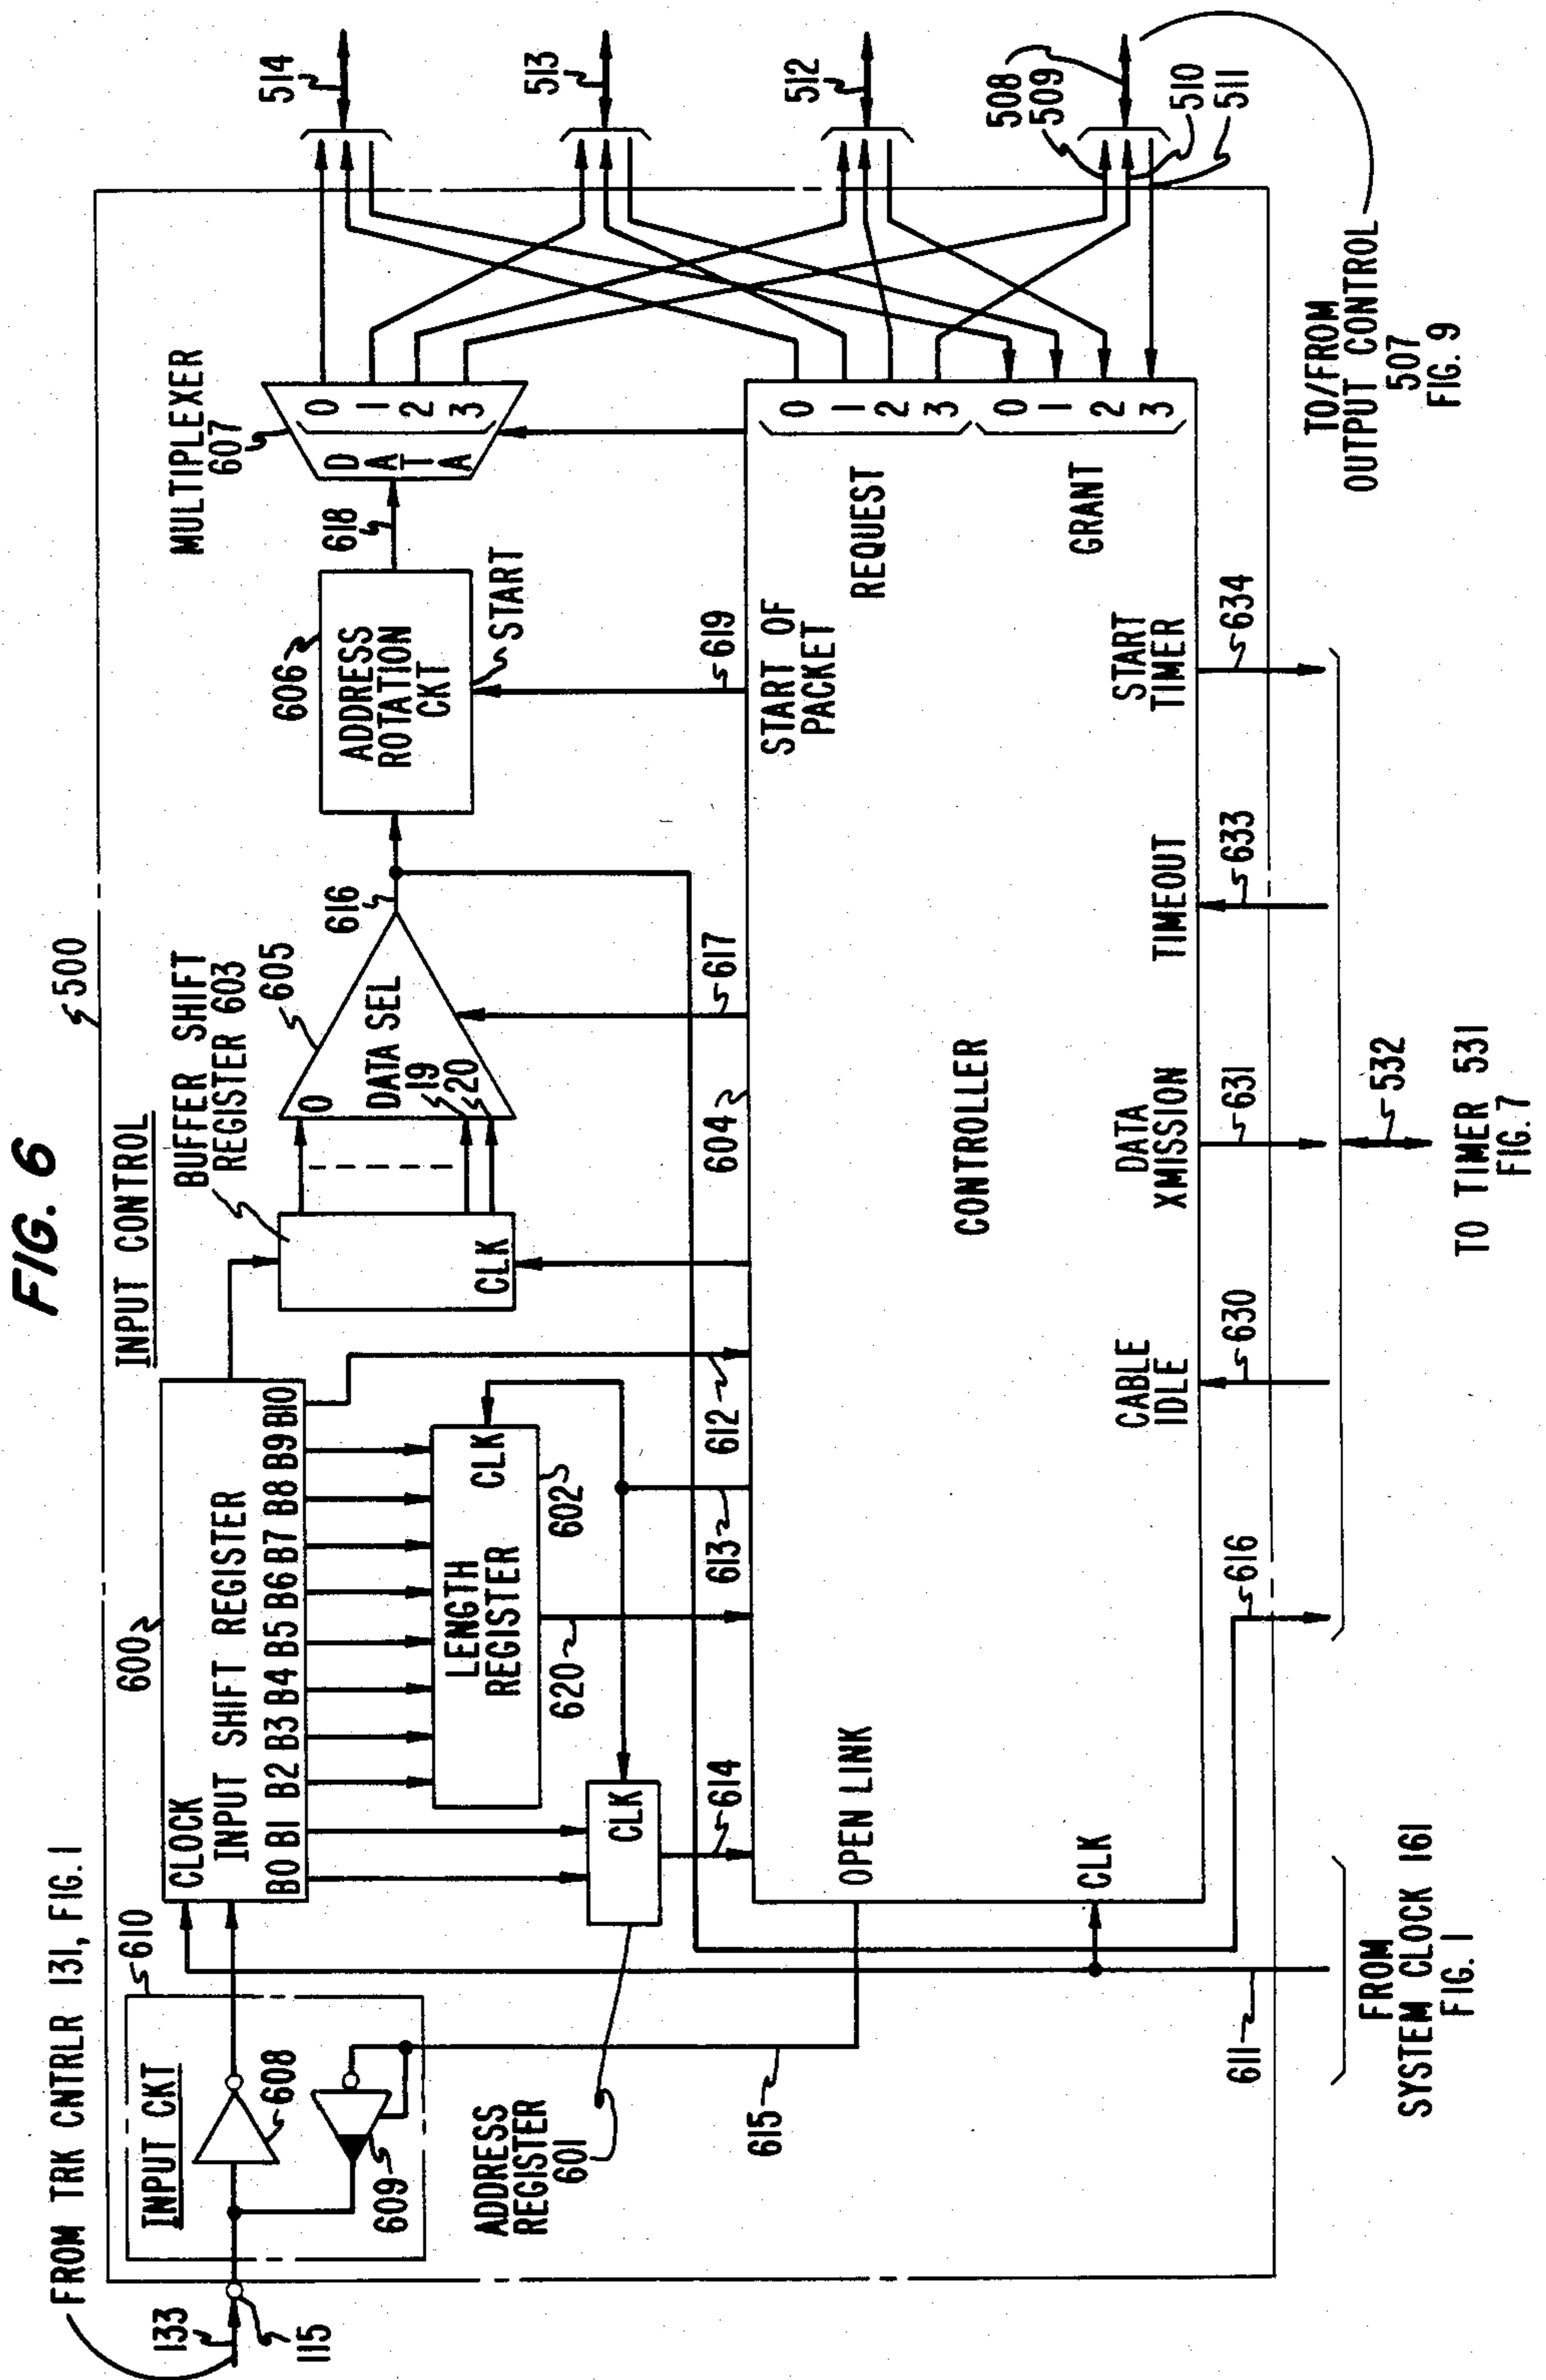 FIG. 6
FROM TRK CNTRLR 131, FIG. 1
INPUT CONTROL
500
133
115
INPUT CKT
610
608
609
600
CLOCK
INPUT SHIFT REGISTER
B0 B1 B2 B3 B4 B5 B6 B7 B8 B9 B10
BUFFER SHIFT
REGISTER 603
CLK
605
0
DATA SEL
19
20
616
606
ADDRESS
ROTATION
CKT
START
618
MULTIPLEXER
607
DATA
0
1
2
3
514
513
512
508
509
510
511
LENGTH
REGISTER
CLK
602
ADDRESS
REGISTER
601
CLK
614
620
613
612
604
617
619
615
OPEN LINK
CLK
CONTROLLER
START OF
PACKET
REQUEST
0
1
2
3
GRANT
0
1
2
3
CABLE
IDLE
DATA
XMISSION
TIMEOUT
START
TIMER
611
616
630
631
633
634
532
FROM
SYSTEM CLOCK 161
FIG. 1
TO TIMER 531
FIG. 7
TO/FROM
OUTPUT CONTROL
507
FIG. 9